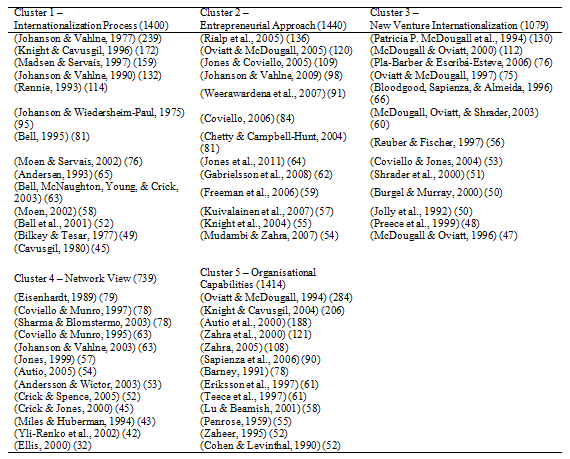 Cluster 1 –
Internationalization Process (1400)
(Johanson & Vahlne, 1977) (239)
(Knight & Cavusgil, 1996) (172)
(Madsen & Servais, 1997) (159)
(Johanson & Vahlne, 1990) (132)
(Rennie, 1993) (114)
(Johanson & Wiedersheim-Paul, 1975)
(95)
(Bell, 1995) (81)
(Moen & Servais, 2002) (76)
(Andersen, 1993) (65)
(Bell, McNaughton, Young, & Crick,
2003) (63)
(Moen, 2002) (58)
(Bell et al., 2001) (52)
(Bilkey & Tesar, 1977) (49)
(Cavusgil, 1980) (45)
Cluster 2 –
Entrepreneurial Approach (1440)
(Rialp et al., 2005) (136)
(Oviatt & McDougall, 2005) (120)
(Jones & Coviello, 2005) (109)
(Johanson & Vahlne, 2009) (98)
(Weerawardena et al., 2007) (91)
(Coviello, 2006) (84)
(Chetty & Campbell-Hunt, 2004)
(81)
(Jones et al., 2011) (64)
(Gabrielsson et al., 2008) (62)
(Freeman et al., 2006) (59)
(Kuivalainen et al., 2007) (57)
(Knight et al., 2004) (55)
(Mudambi & Zahra, 2007) (54)
Cluster 3 –
New Venture Internationalization (1079)
(Patricia P. McDougall et al., 1994) (130)
(McDougall & Oviatt, 2000) (112)
(Pla-Barber & Escribá-Esteve, 2006) (76)
(Oviatt & McDougall, 1997) (75)
(Bloodgood, Sapienza, & Almeida, 1996)
(66)
(McDougall, Oviatt, & Shrader, 2003)
(60)
(Reuber & Fischer, 1997) (56)
(Coviello & Jones, 2004) (53)
(Shrader et al., 2000) (51)
(Burgel & Murray, 2000) (50)
(Jolly et al., 1992) (50)
(Preece et al., 1999) (48)
(McDougall & Oviatt, 1996) (47)
Cluster 4 – Network View (739)
(Eisenhardt, 1989) (79)
(Coviello & Munro, 1997) (78)
(Sharma & Blomstermo, 2003) (78)
(Coviello & Munro, 1995) (63)
(Johanson & Vahlne, 2003) (63)
(Jones, 1999) (57)
(Autio, 2005) (54)
(Andersson & Wictor, 2003) (53)
(Crick & Spence, 2005) (52)
(Crick & Jones, 2000) (45)
(Miles & Huberman, 1994) (43)
(Yli-Renko et al., 2002) (42)
(Ellis, 2000) (32)
Cluster 5 – Organisational
Capabilities (1414)
(Oviatt & McDougall, 1994) (284)
(Knight & Cavusgil, 2004) (206)
(Autio et al., 2000) (188)
(Zahra et al., 2000) (121)
(Zahra, 2005) (108)
(Sapienza et al., 2006) (90)
(Barney, 1991) (78)
(Eriksson et al., 1997) (61)
(Teece et al., 1997) (61)
(Lu & Beamish, 2001) (58)
(Penrose, 1959) (55)
(Zaheer, 1995) (52)
(Cohen & Levinthal, 1990) (52)